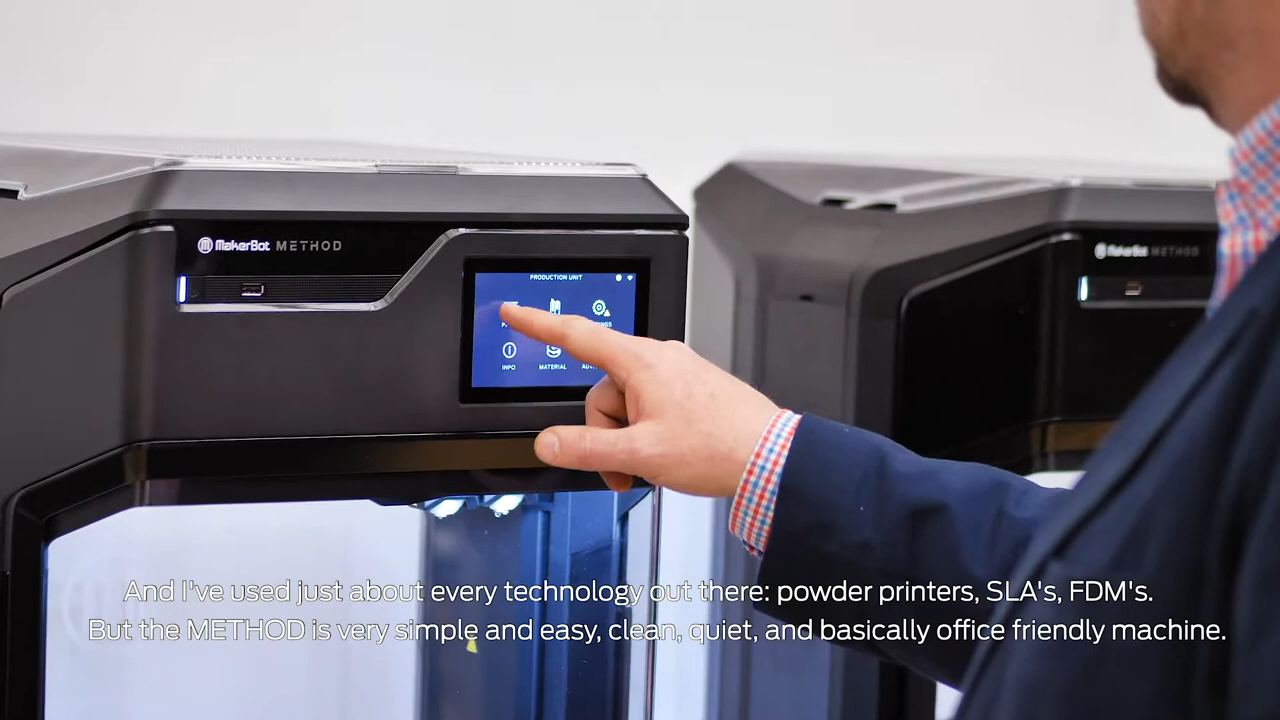 MakerBot METHOD
PRODUCTION UNIT
INFO
MATERIAL
MakerBot METHOD
And I've used just about every technology out there: powder printers, SLA's, FDM's.
But the METHOD is very simple and easy, clean, quiet, and basically office friendly machine.